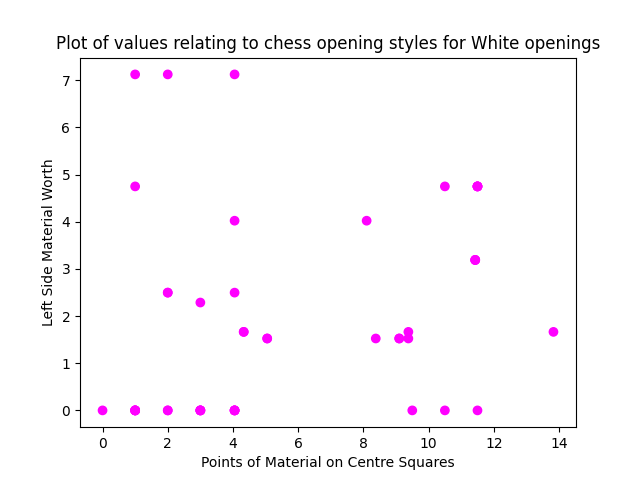 Plot of values relating to chess opening styles for White openings
7
6
5
4
3
2
1
0
Left Side Material Worth
0 2 4 6 8 10 12 14
Points of Material on Centre Squares